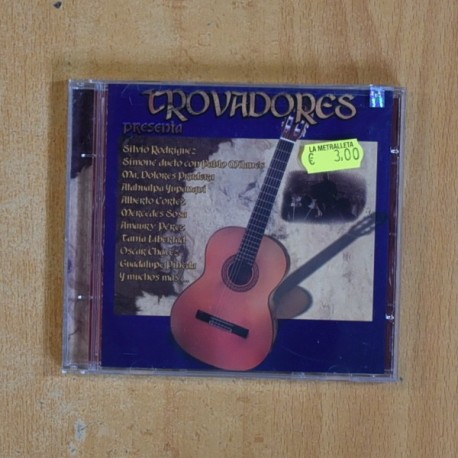 TROVADORES
PRESENTA
Silvio Rodriguez
Simone dueto con Pablo Milanes
Ma. Dolores Pradera
Atahualpa Yupanqui
Alberto Cortez
Mercedes Sosa
Amaury Perez
Tania Libertad
Oscar Chavez
Guadalupe Pineda
Y muchos mas...
LA METRALLETA
€ 3,00